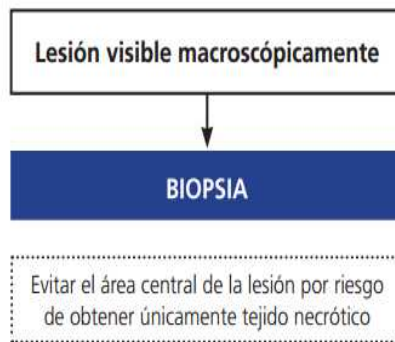 Lesión visible macroscópicamente
BIOPSIA
Evitar el área central de la lesión por riesgo
de obtener únicamente tejido necrótico